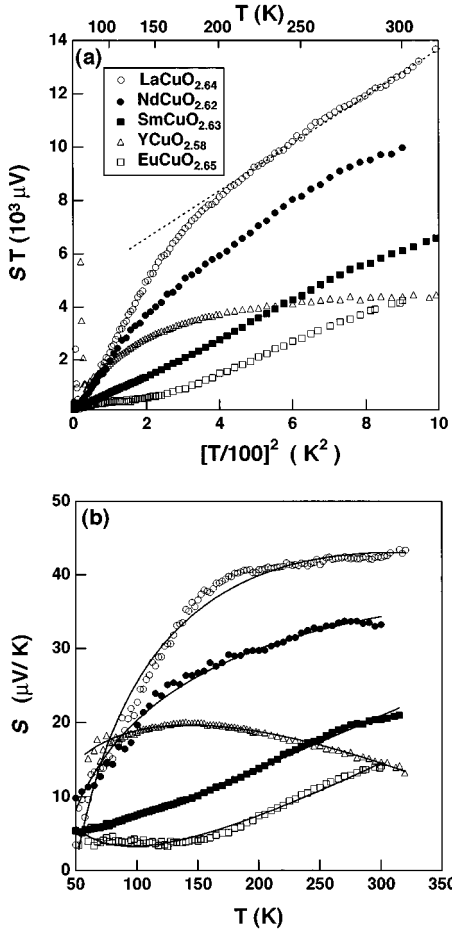 T (K)
100 150 200 250 300
14
(a)
LaCuO2.64
12
NdCuO2.62
SmCuO2.63
10
YCuO2.58
EuCuO2.65
8
6
4
2
ST (10³ µV)
0 2 4 6 8 10
[T/100]² ( K² )
50
(b)
40
30
20
10
0
S (µV/ K)
50 100 150 200 250 300 350
T (K)